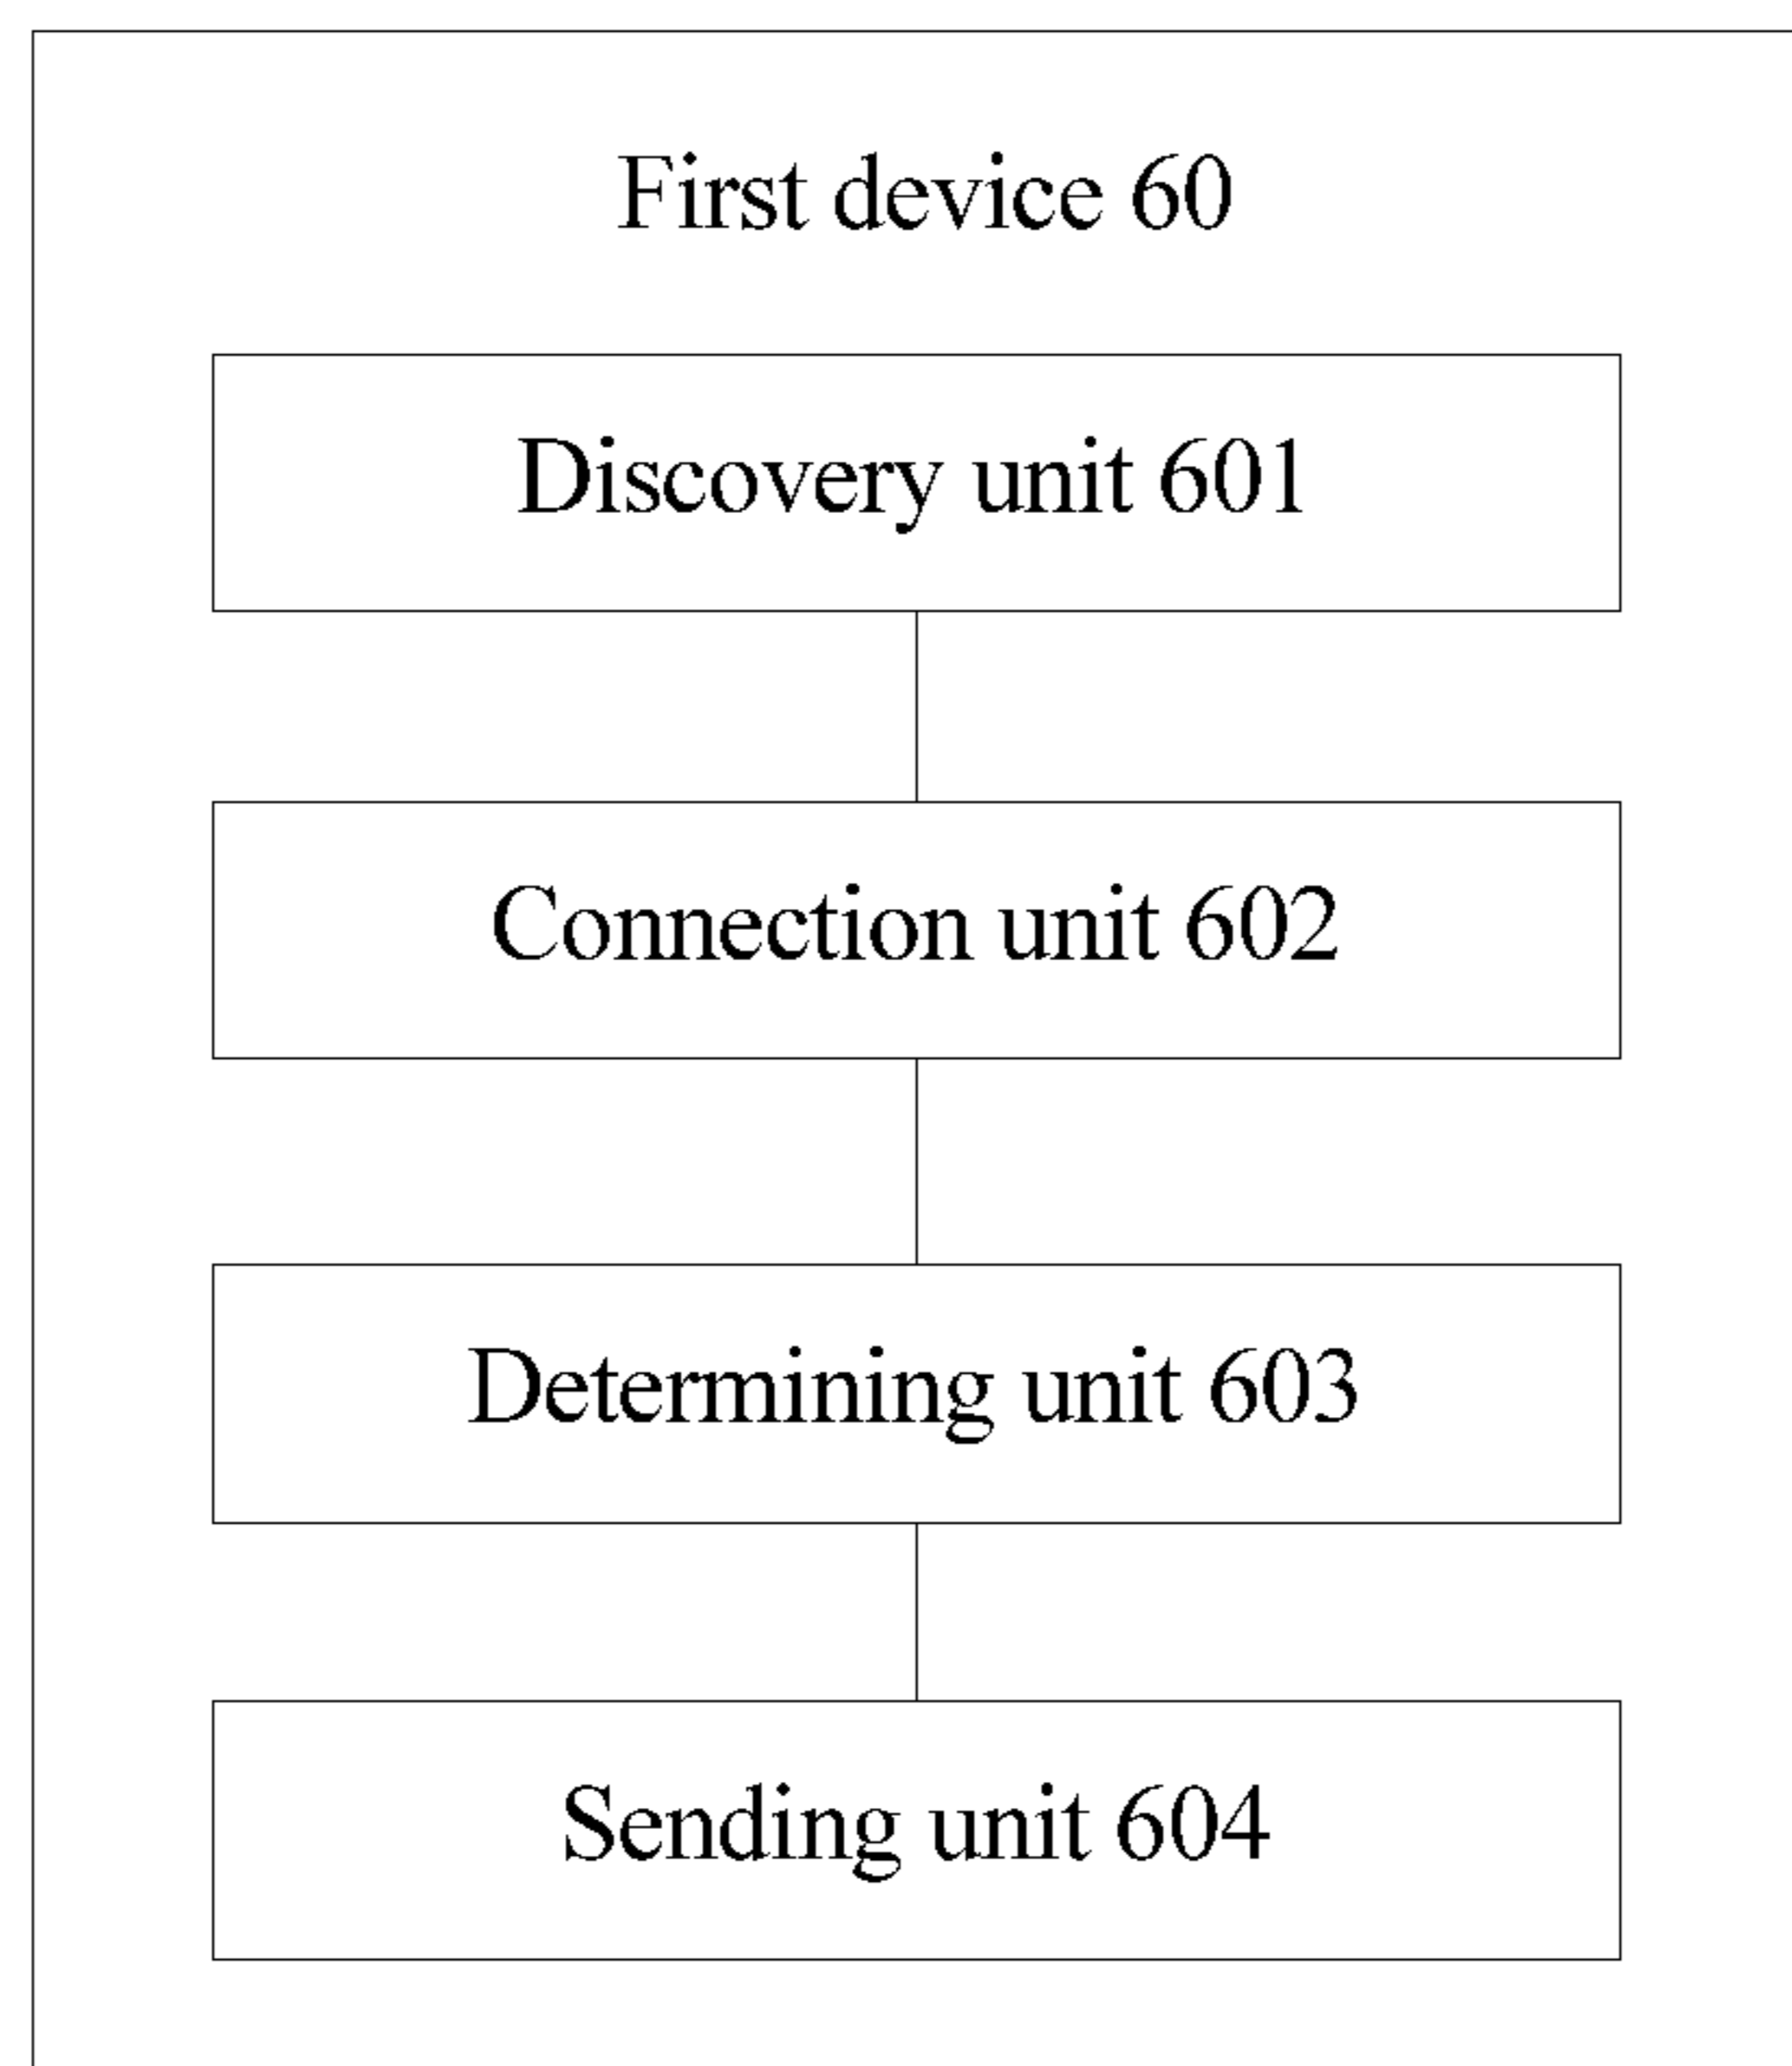 First device 60
Discovery unit 601
Connection unit 602
Determining unit 603
Sending unit 604